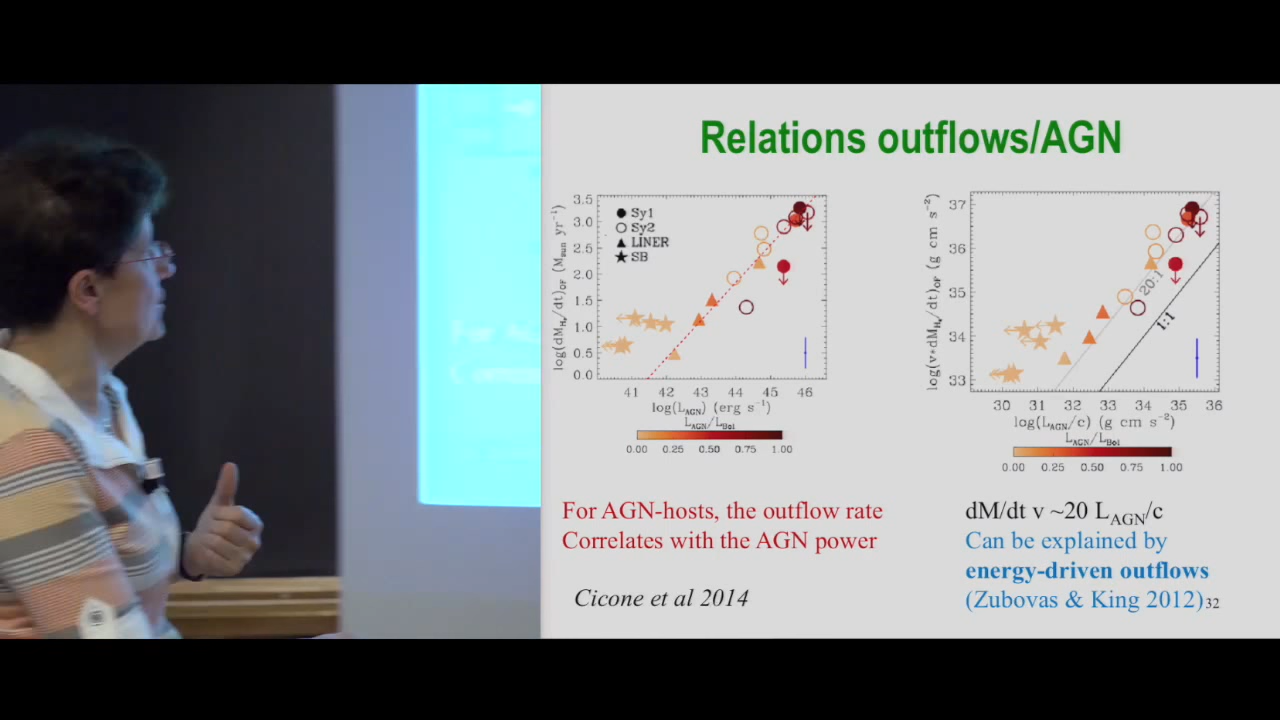 Relations outflows/AGN
3.5
3.0
2.5
2.0
1.5
1.0
0.5
0.0
log(dM_H₂/dt)_OF (M_sun yr⁻¹)
Sy1
Sy2
LINER
SB
41 42 43 44 45 46
log(L_AGN) (erg s⁻¹)
L_AGN/L_Bol
0.00 0.25 0.50 0.75 1.00
37
36
35
34
33
log(v*dM_H₂/dt)_OF (g cm s⁻²)
20:1
1:1
30 31 32 33 34 35 36
log(L_AGN/c) (g cm s⁻²)
L_AGN/L_Bol
0.00 0.25 0.50 0.75 1.00
For AGN-hosts, the outflow rate
Correlates with the AGN power
Cicone et al 2014
dM/dt v ~20 L_AGN/c
Can be explained by
energy-driven outflows
(Zubovas & King 2012)
32